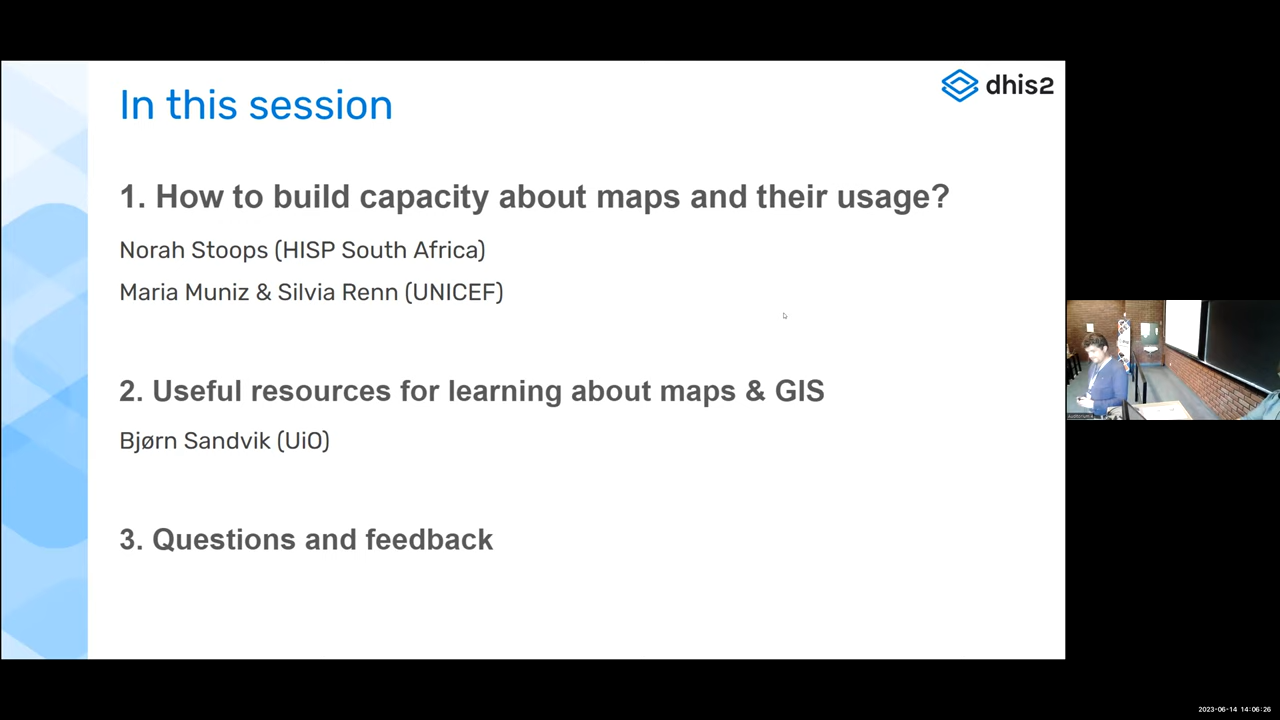 In this session
dhis2
1. How to build capacity about maps and their usage?
Norah Stoops (HISP South Africa)
Maria Muniz & Silvia Renn (UNICEF)
2. Useful resources for learning about maps & GIS
Bjørn Sandvik (UiO)
3. Questions and feedback
2023-06-14 14:06:26